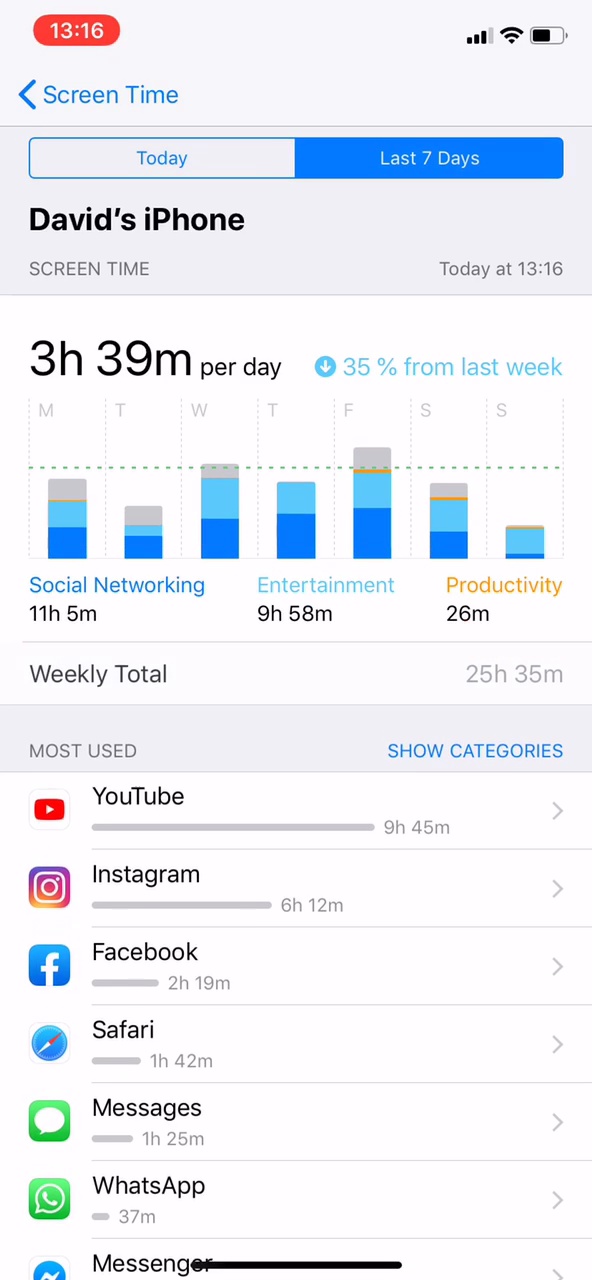 13:16
Screen Time
Today Last 7 Days
David’s iPhone
SCREEN TIME Today at 13:16
3h 39m per day 35 % from last week
M T W T F S S
Social Networking Entertainment Productivity
11h 5m 9h 58m 26m
Weekly Total 25h 35m
MOST USED SHOW CATEGORIES
YouTube
9h 45m
Instagram
6h 12m
Facebook
2h 19m
Safari
1h 42m
Messages
1h 25m
WhatsApp
37m
Messenger